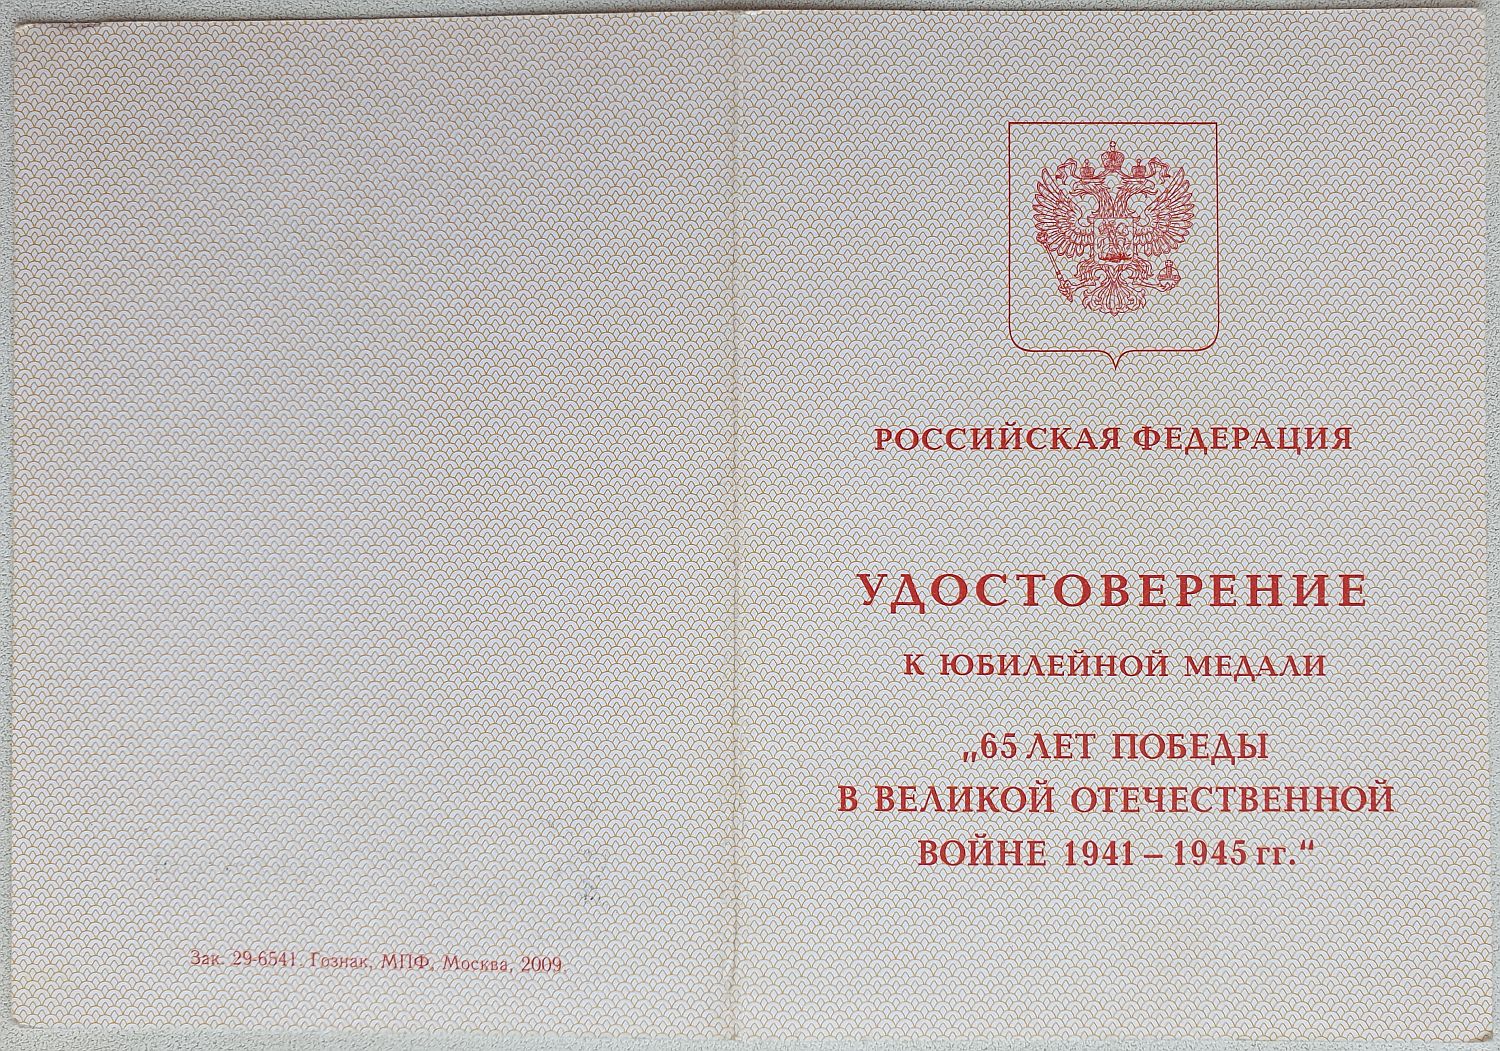 РОССИЙСКАЯ ФЕДЕРАЦИЯ
УДОСТОВЕРЕНИЕ
К ЮБИЛЕЙНОЙ МЕДАЛИ
„65 ЛЕТ ПОБЕДЫ
В ВЕЛИКОЙ ОТЕЧЕСТВЕННОЙ
ВОЙНЕ 1941 – 1945 гг.“
Зак. 29-6541. Гознак, МПФ, Москва, 2009.